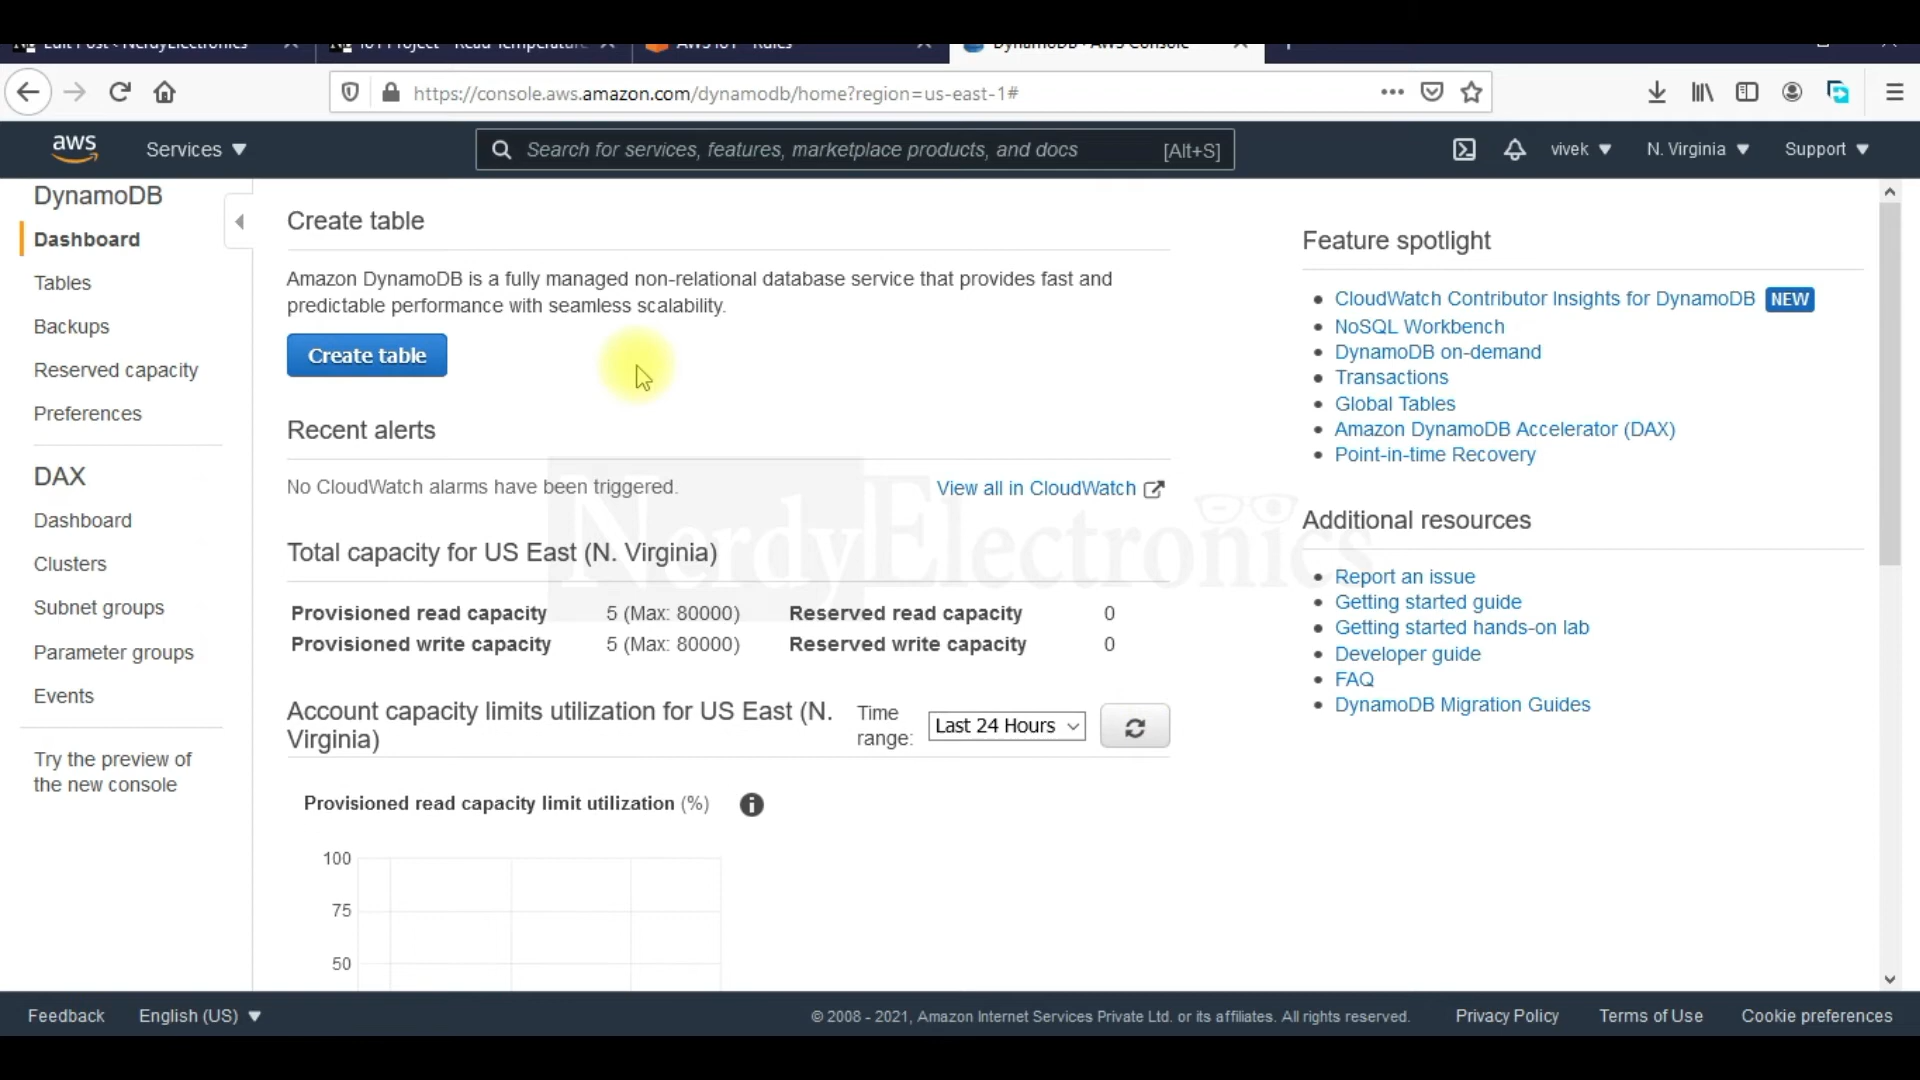 Edit Post ‹ NerdyElectronics
IoT Project - Read Temperature
AWS IoT - Rules
DynamoDB · AWS Console
https://console.aws.amazon.com/dynamodb/home?region=us-east-1#
aws
Services
Search for services, features, marketplace products, and docs
[Alt+S]
vivek
N. Virginia
Support
DynamoDB
Dashboard
Tables
Backups
Reserved capacity
Preferences
DAX
Dashboard
Clusters
Subnet groups
Parameter groups
Events
Try the preview of
the new console
Create table
Amazon DynamoDB is a fully managed non-relational database service that provides fast and
predictable performance with seamless scalability.
Create table
Recent alerts
No CloudWatch alarms have been triggered.
View all in CloudWatch
NerdyElectronics
Total capacity for US East (N. Virginia)
Provisioned read capacity 5 (Max: 80000) Reserved read capacity 0
Provisioned write capacity 5 (Max: 80000) Reserved write capacity 0
Account capacity limits utilization for US East (N.
Virginia)
Time
range:
Last 24 Hours
Provisioned read capacity limit utilization (%)
100
75
50
Feature spotlight
CloudWatch Contributor Insights for DynamoDB NEW
NoSQL Workbench
DynamoDB on-demand
Transactions
Global Tables
Amazon DynamoDB Accelerator (DAX)
Point-in-time Recovery
Additional resources
Report an issue
Getting started guide
Getting started hands-on lab
Developer guide
FAQ
DynamoDB Migration Guides
Feedback
English (US)
© 2008 - 2021, Amazon Internet Services Private Ltd. or its affiliates. All rights reserved.
Privacy Policy
Terms of Use
Cookie preferences